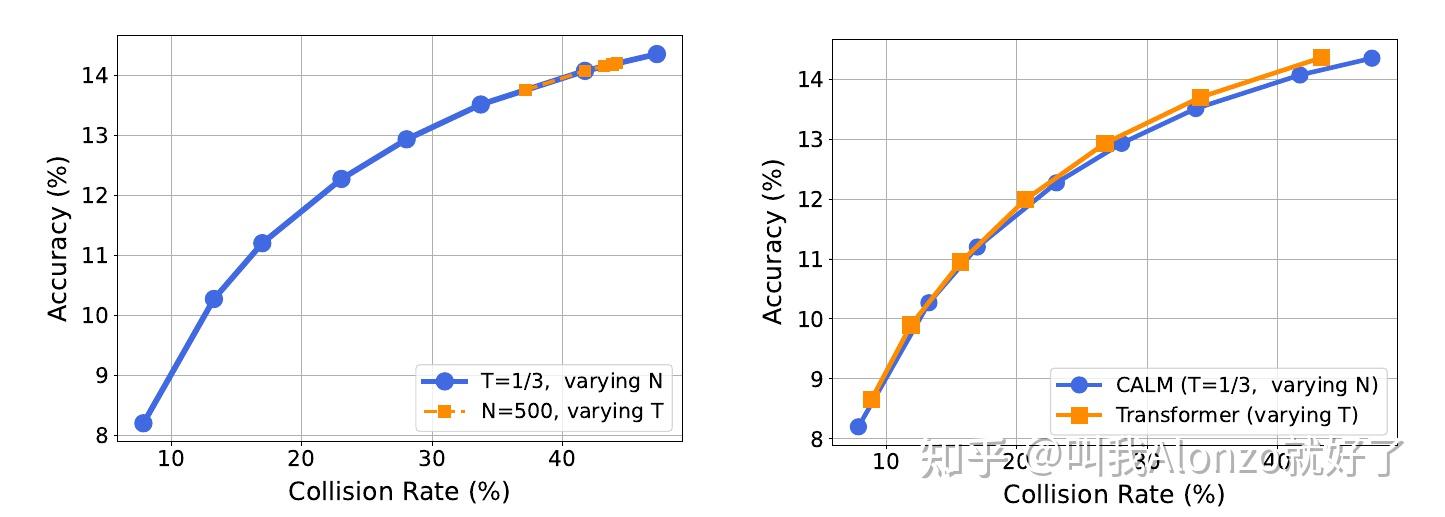 14
13
12
11
10
9
8
Accuracy (%)
T=1/3, varying N
N=500, varying T
10 20 30 40
Collision Rate (%)
14
13
12
11
10
9
8
Accuracy (%)
CALM (T=1/3, varying N)
Transformer (varying T)
10 20 30 40
Collision Rate (%)
知乎 @叫我Alonzo就好了